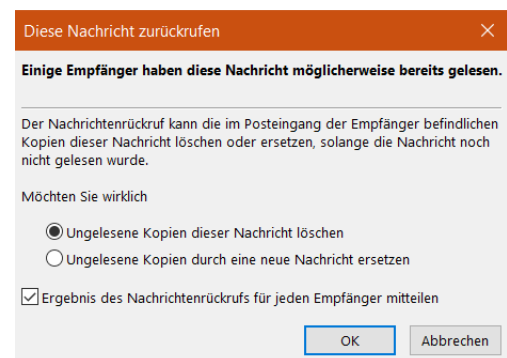 Diese Nachricht zurückrufen
Einige Empfänger haben diese Nachricht möglicherweise bereits gelesen.
Der Nachrichtenrückruf kann die im Posteingang der Empfänger befindlichen
Kopien dieser Nachricht löschen oder ersetzen, solange die Nachricht noch
nicht gelesen wurde.
Möchten Sie wirklich
Ungelesene Kopien dieser Nachricht löschen
Ungelesene Kopien durch eine neue Nachricht ersetzen
Ergebnis des Nachrichtenrückrufs für jeden Empfänger mitteilen
OK Abbrechen